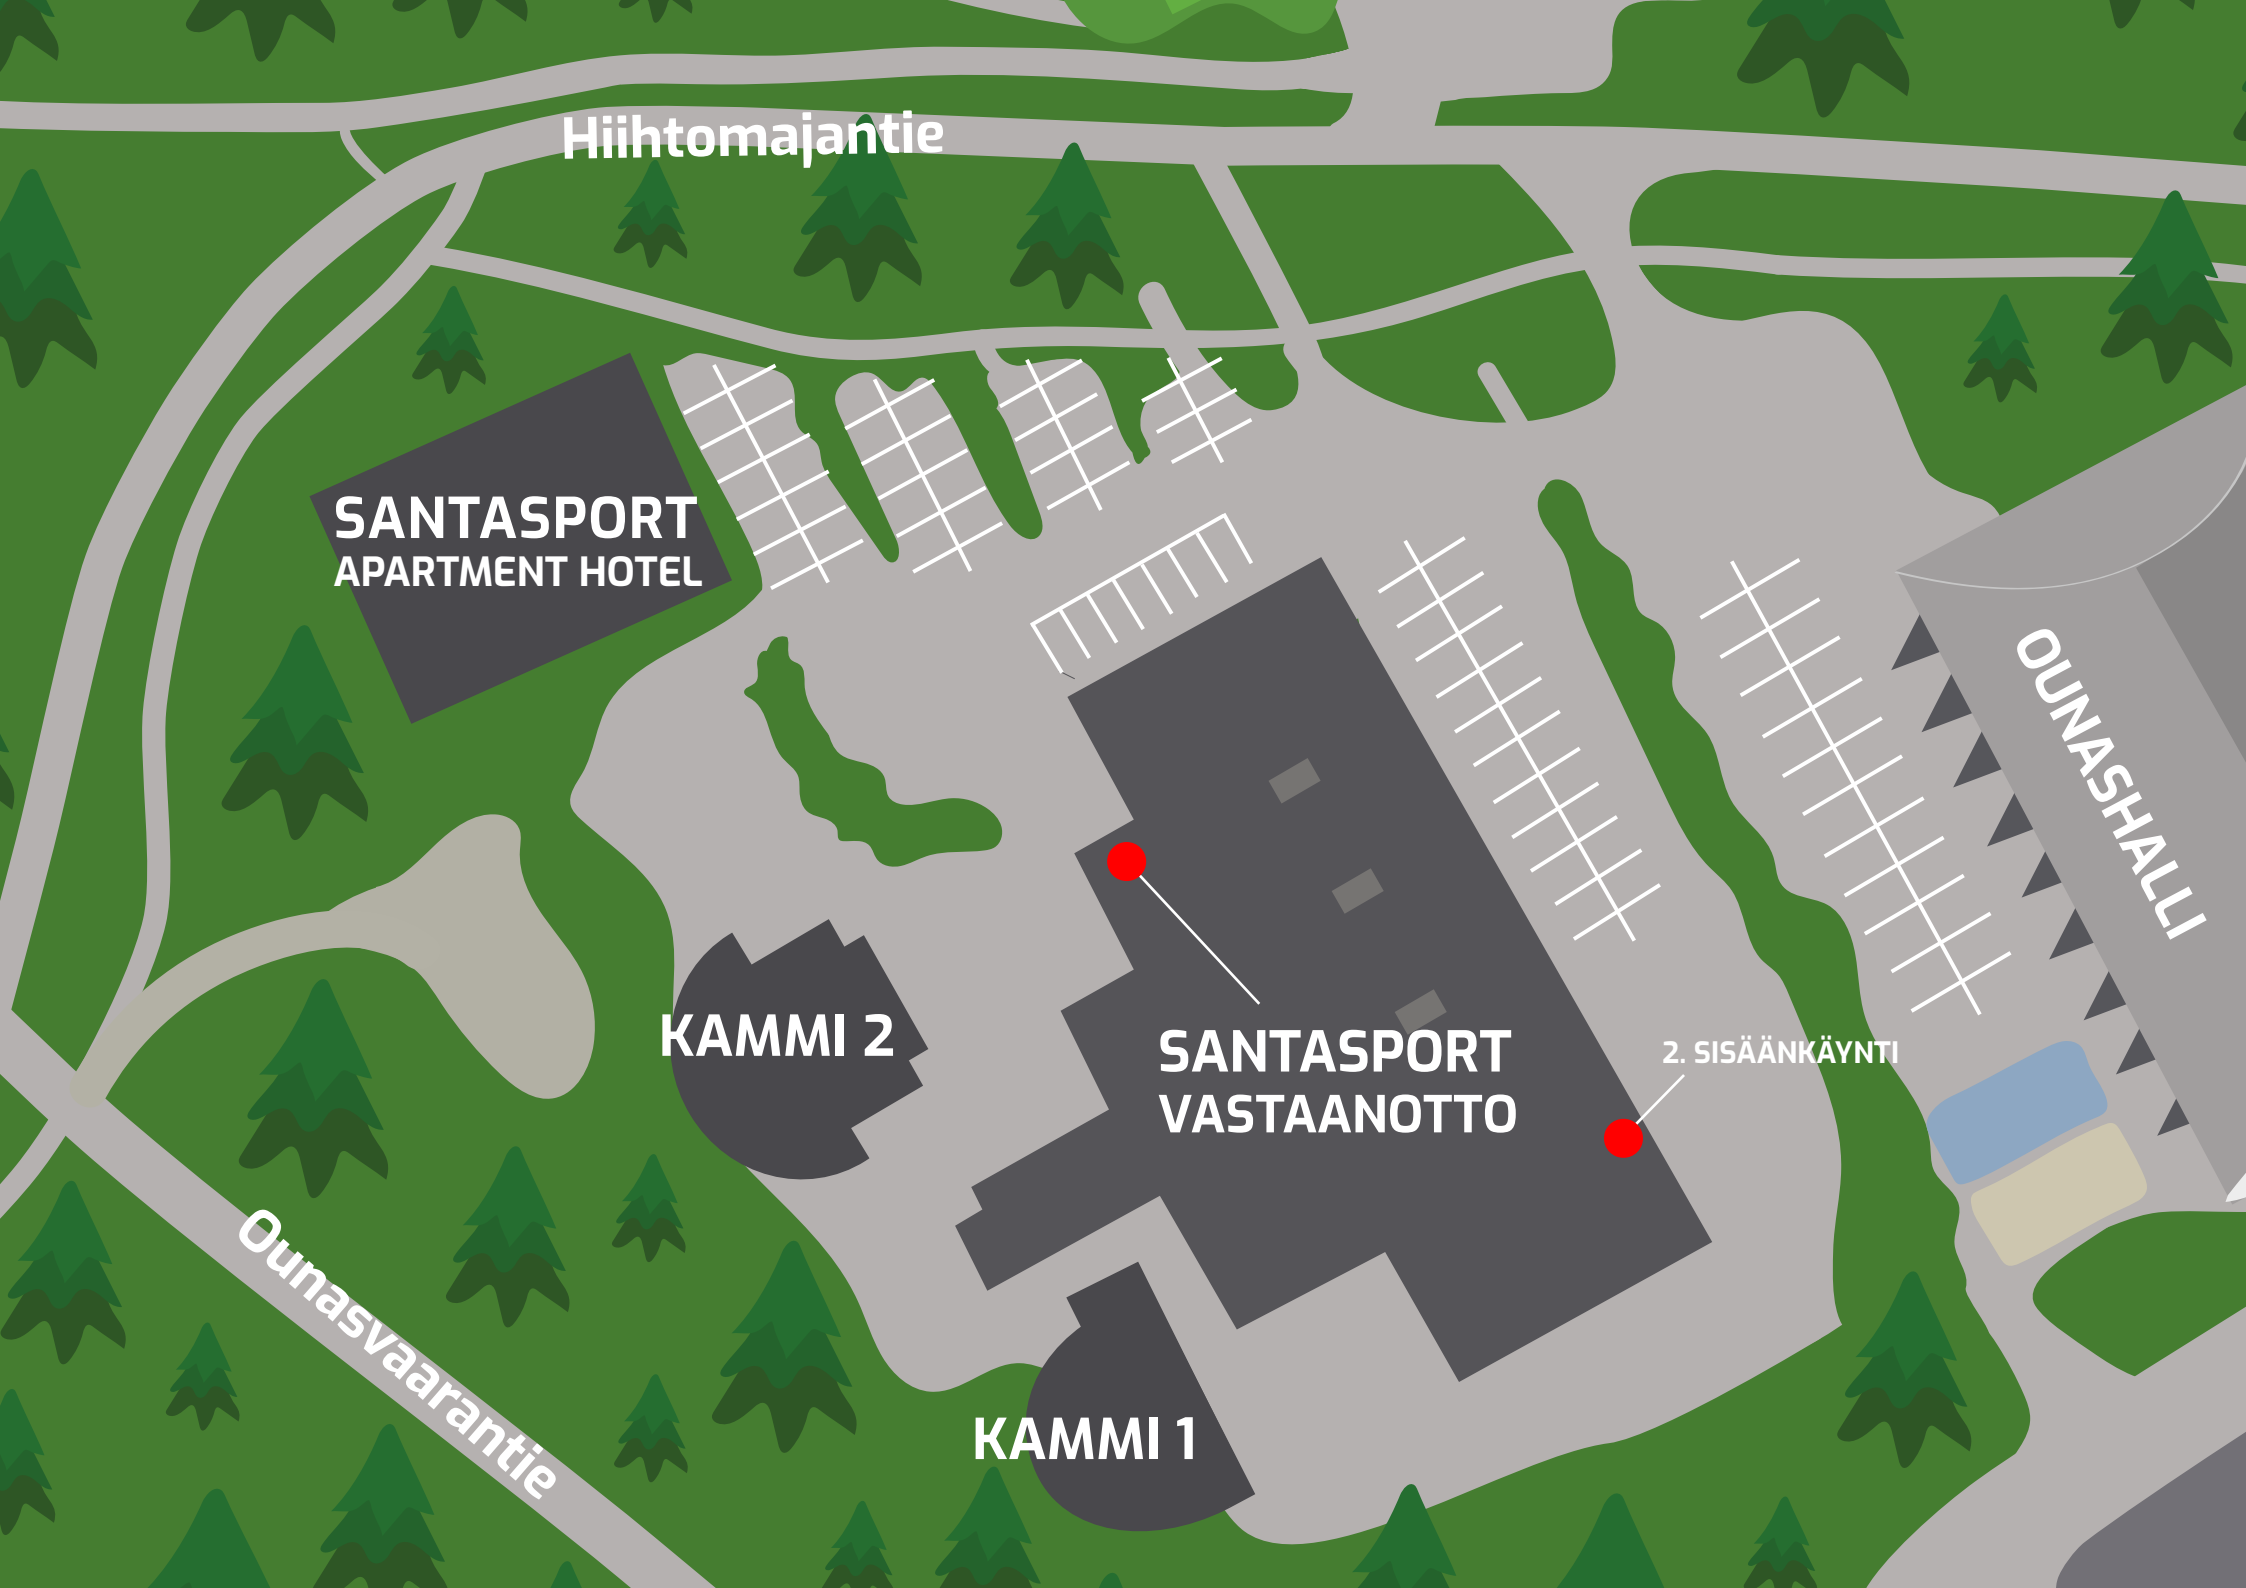 Hiihtomajantie
SANTASPORT
APARTMENT HOTEL
OUNASHALLI
KAMMI 2
SANTASPORT
VASTAANOTTO
2. SISÄÄNKÄYNTI
Ounasvaarantie
KAMMI 1